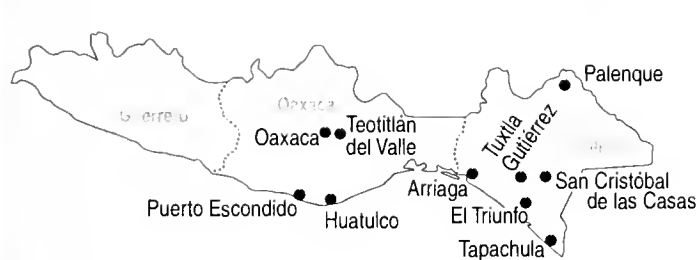 Palenque
Oaxaca
Tuxtla
Gutiérrez
Oaxaca
Teotitlán
del Valle
Arriaga
San Cristóbal
de las Casas
Puerto Escondido
Huatulco
El Triunfo
Tapachula